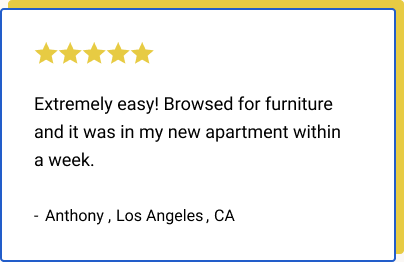 Extremely easy! Browsed for furniture
and it was in my new apartment within
a week.
- Anthony , Los Angeles , CA